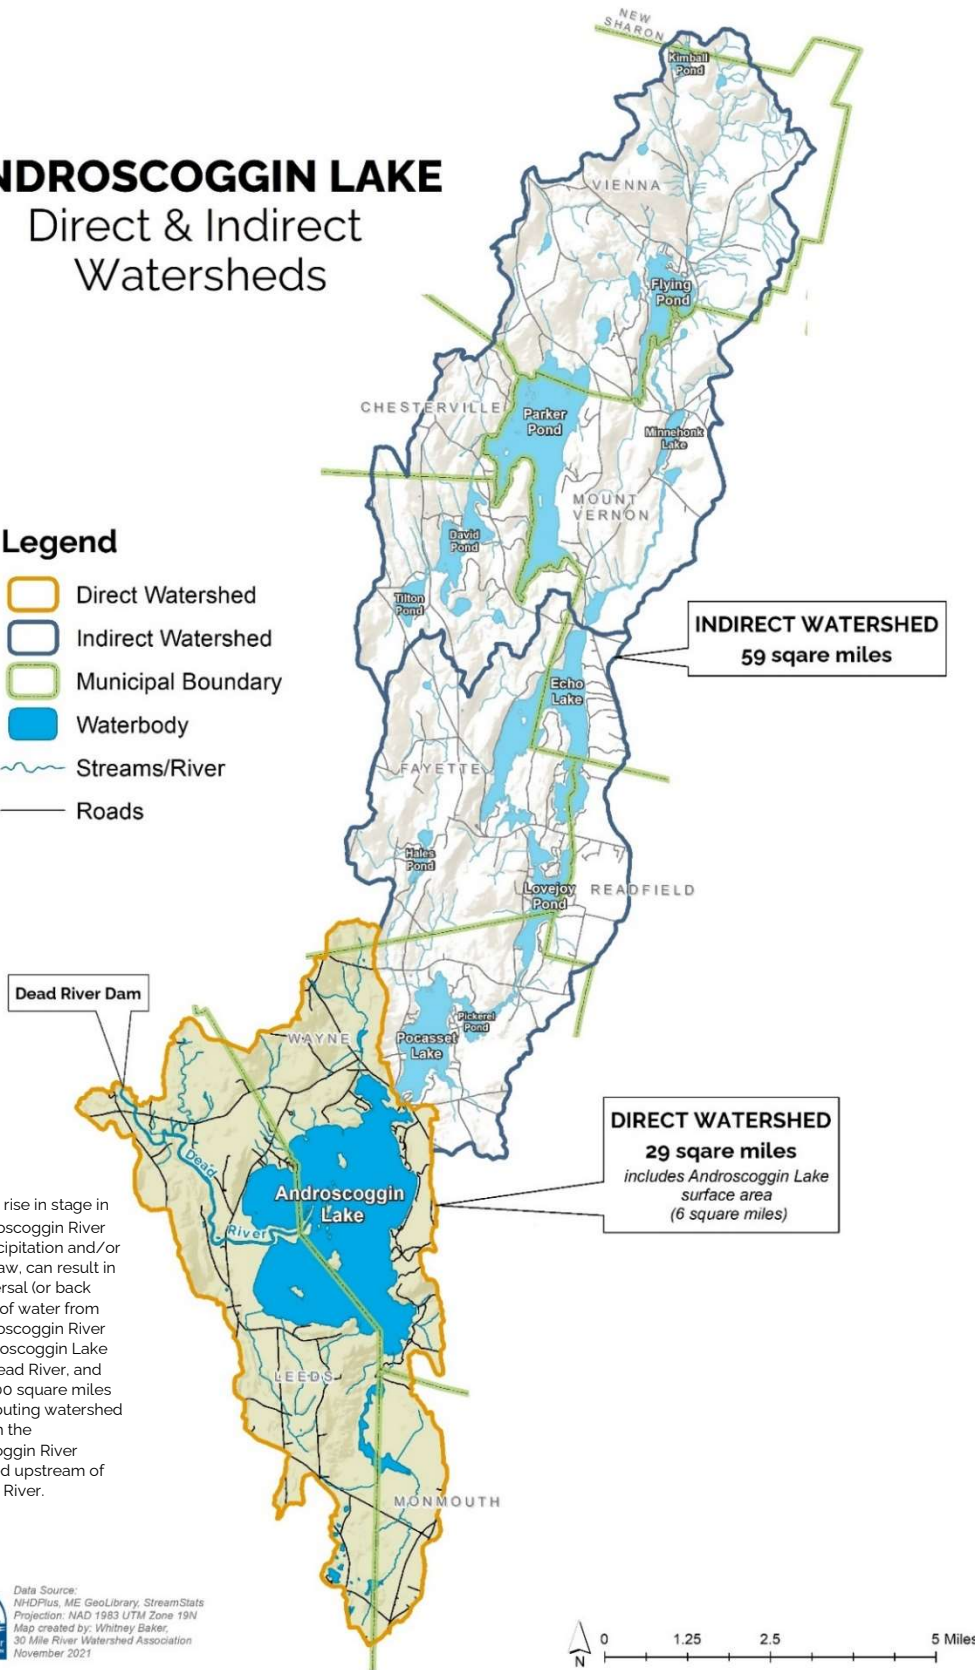 NDROSCOGGIN LAKE
Direct & Indirect
Watersheds
NEW
SHARON
Kimball
Pond
VIENNA
Flying
Pond
CHESTERVILLE
Parker
Pond
Minnehonk
Lake
MOUNT
VERNON
David
Pond
Tilton
Pond
Legend
Direct Watershed
Indirect Watershed
Municipal Boundary
Waterbody
Streams/River
Roads
INDIRECT WATERSHED
59 sqare miles
Echo
Lake
FAYETTE
Hales
Pond
Lovejoy
Pond
READFIELD
Dead River Dam
WAYNE
Pocasset
Lake
Pickerel
Pond
DIRECT WATERSHED
29 sqare miles
includes Androscoggin Lake
surface area
(6 square miles)
Dead
River
Androscoggin
Lake
rise in stage in
oscoggin River
cipitation and/or
aw, can result in
ersal (or back
of water from
oscoggin River
oscoggin Lake
ead River, and
00 square miles
buting watershed
n the
oggin River
d upstream of
River.
LEEDS
MONMOUTH
Data Source:
NHDPlus, ME GeoLibrary, StreamStats
Projection: NAD 1983 UTM Zone 19N
Map created by: Whitney Baker,
30 Mile River Watershed Association
November 2021
N
0 1.25 2.5 5 Miles